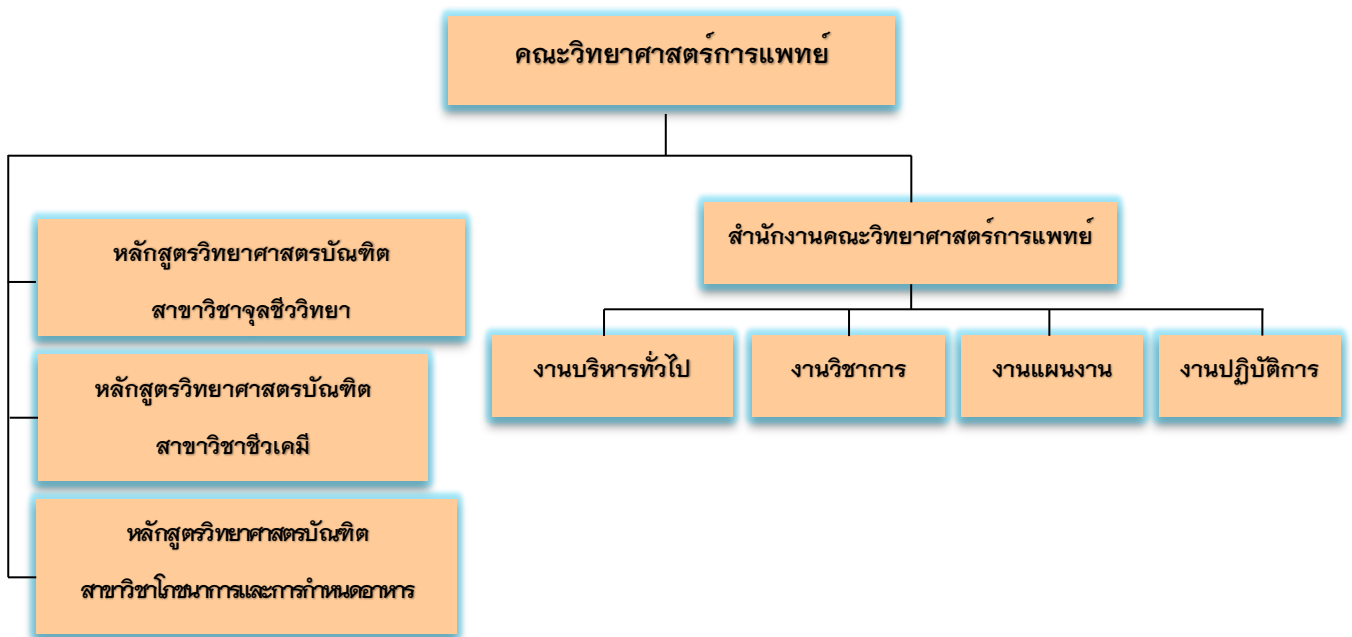 คณะวิทยาศาสตร์การแพทย์
หลักสูตรวิทยาศาสตรบัณฑิต
สาขาวิชาจุลชีววิทยา
หลักสูตรวิทยาศาสตรบัณฑิต
สาขาวิชาชีวเคมี
หลักสูตรวิทยาศาสตรบัณฑิต
สาขาวิชาโภชนาการและการกำหนดอาหาร
สำนักงานคณะวิทยาศาสตร์การแพทย์
งานบริหารทั่วไป
งานวิชาการ
งานแผนงาน
งานปฏิบัติการ